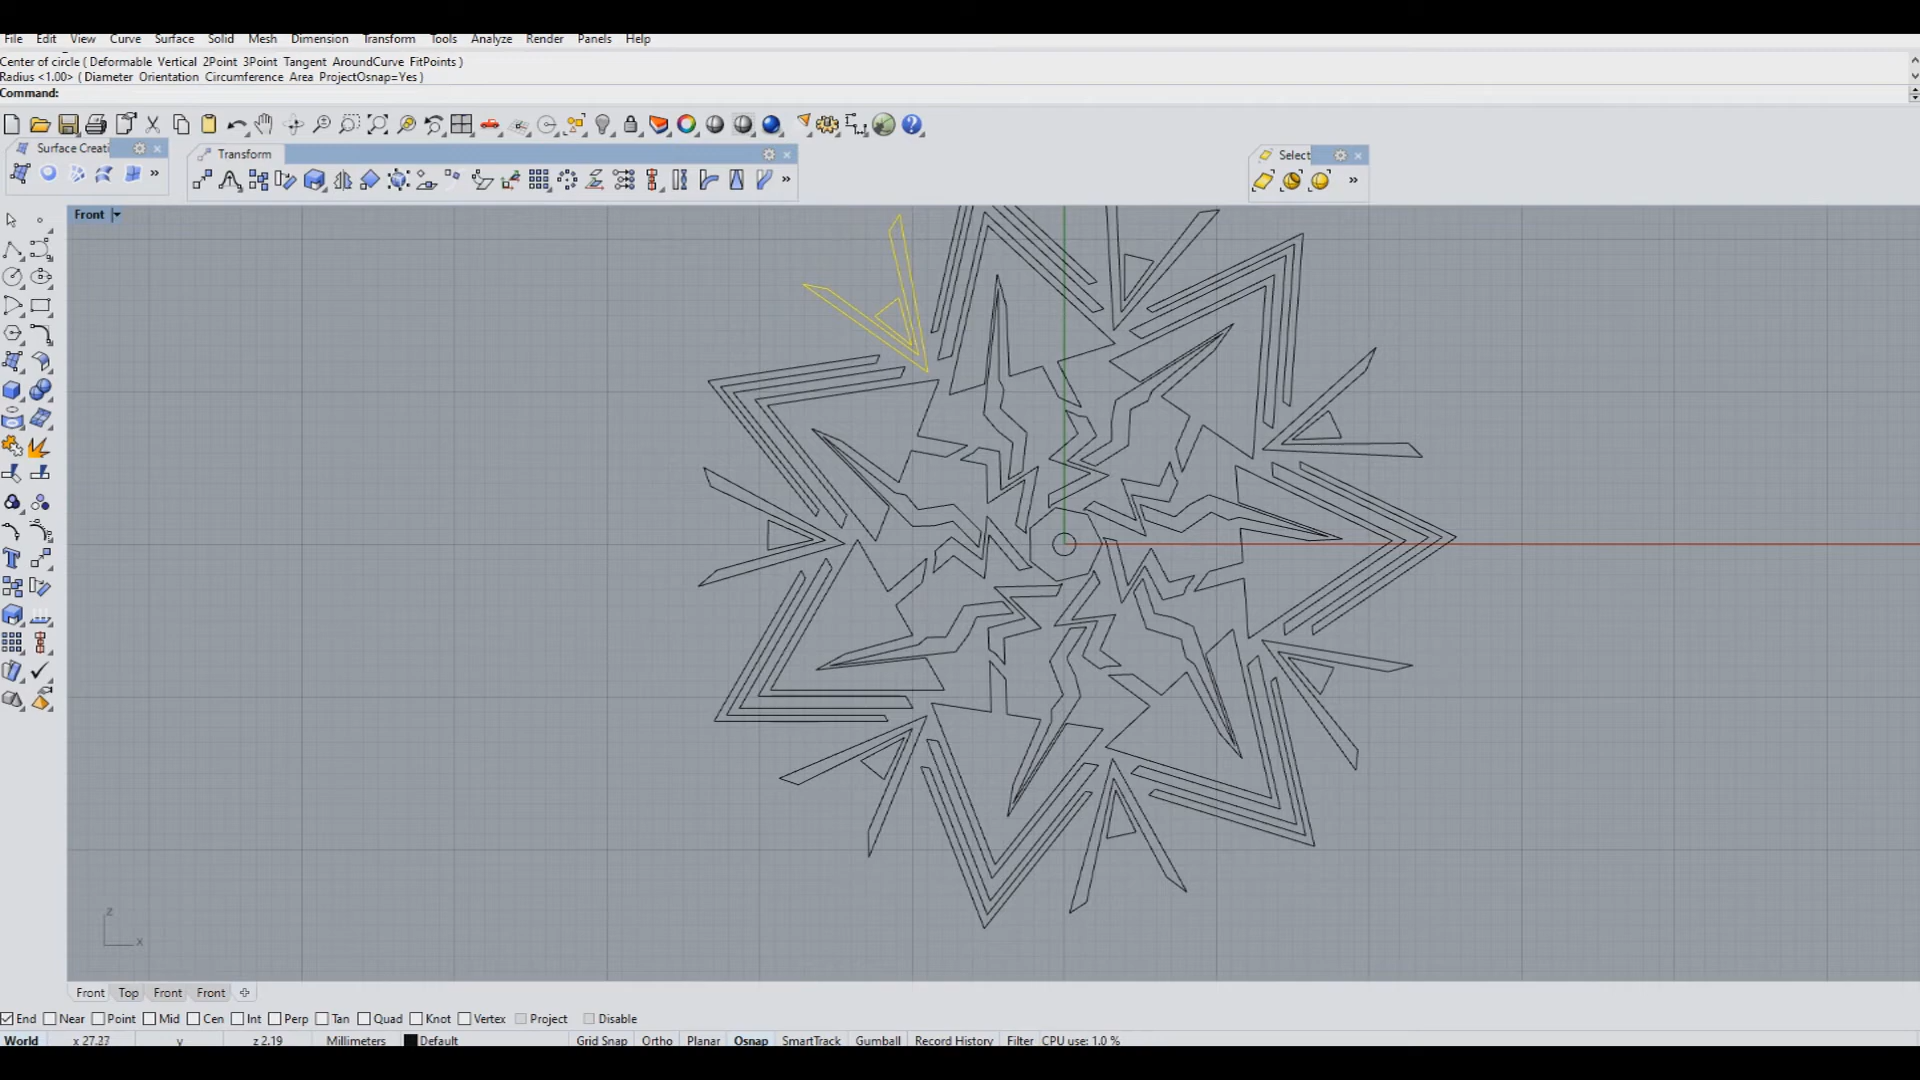 File Edit View Curve Surface Solid Mesh Dimension Transform Tools Analyze Render Panels Help
Center of circle ( Deformable Vertical 2Point 3Point Tangent AroundCurve FitPoints )
Radius <1.00> ( Diameter Orientation Circumference Area ProjectOsnap=Yes )
Command:
Surface Creati
Transform
Select
Front
z
x
Front Top Front Front
End Near Point Mid Cen Int Perp Tan Quad Knot Vertex Project Disable
World x 27.27 y z 2.19 Millimeters Default Grid Snap Ortho Planar Osnap SmartTrack Gumball Record History Filter CPU use: 1.0 %